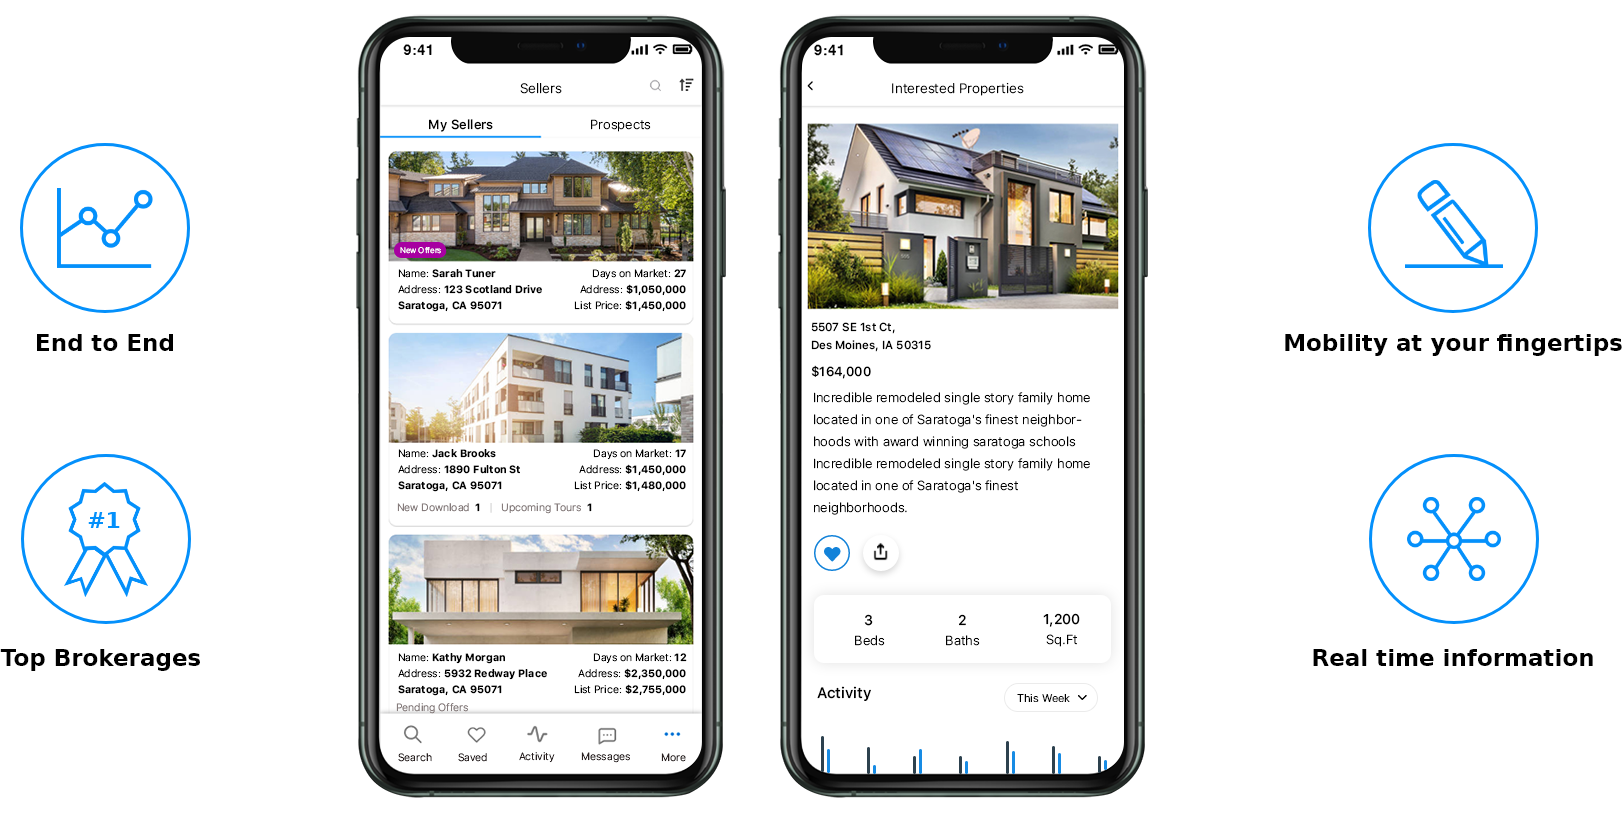 End to End
#1
Top Brokerages
9:41
Sellers
My Sellers
Prospects
New Offers
Name: Sarah Tuner
Days on Market: 27
Address: 123 Scotland Drive
Address: $1,050,000
Saratoga, CA 95071
List Price: $1,450,000
Name: Jack Brooks
Days on Market: 17
Address: 1890 Fulton St
Address: $1,450,000
Saratoga, CA 95071
List Price: $1,480,000
New Download 1 | Upcoming Tours 1
Name: Kathy Morgan
Days on Market: 12
Address: 5932 Redway Place
Address: $2,350,000
Saratoga, CA 95071
List Price: $2,755,000
Pending Offers
Search
Saved
Activity
Messages
More
9:41
Interested Properties
5507 SE 1st Ct,
Des Moines, IA 50315
$164,000
Incredible remodeled single story family home
located in one of Saratoga's finest neighbor-
hoods with award winning saratoga schools
Incredible remodeled single story family home
located in one of Saratoga's finest
neighborhoods.
3
2
1,200
Beds
Baths
Sq.Ft
Activity
This Week
Mobility at your fingertips
Real time information